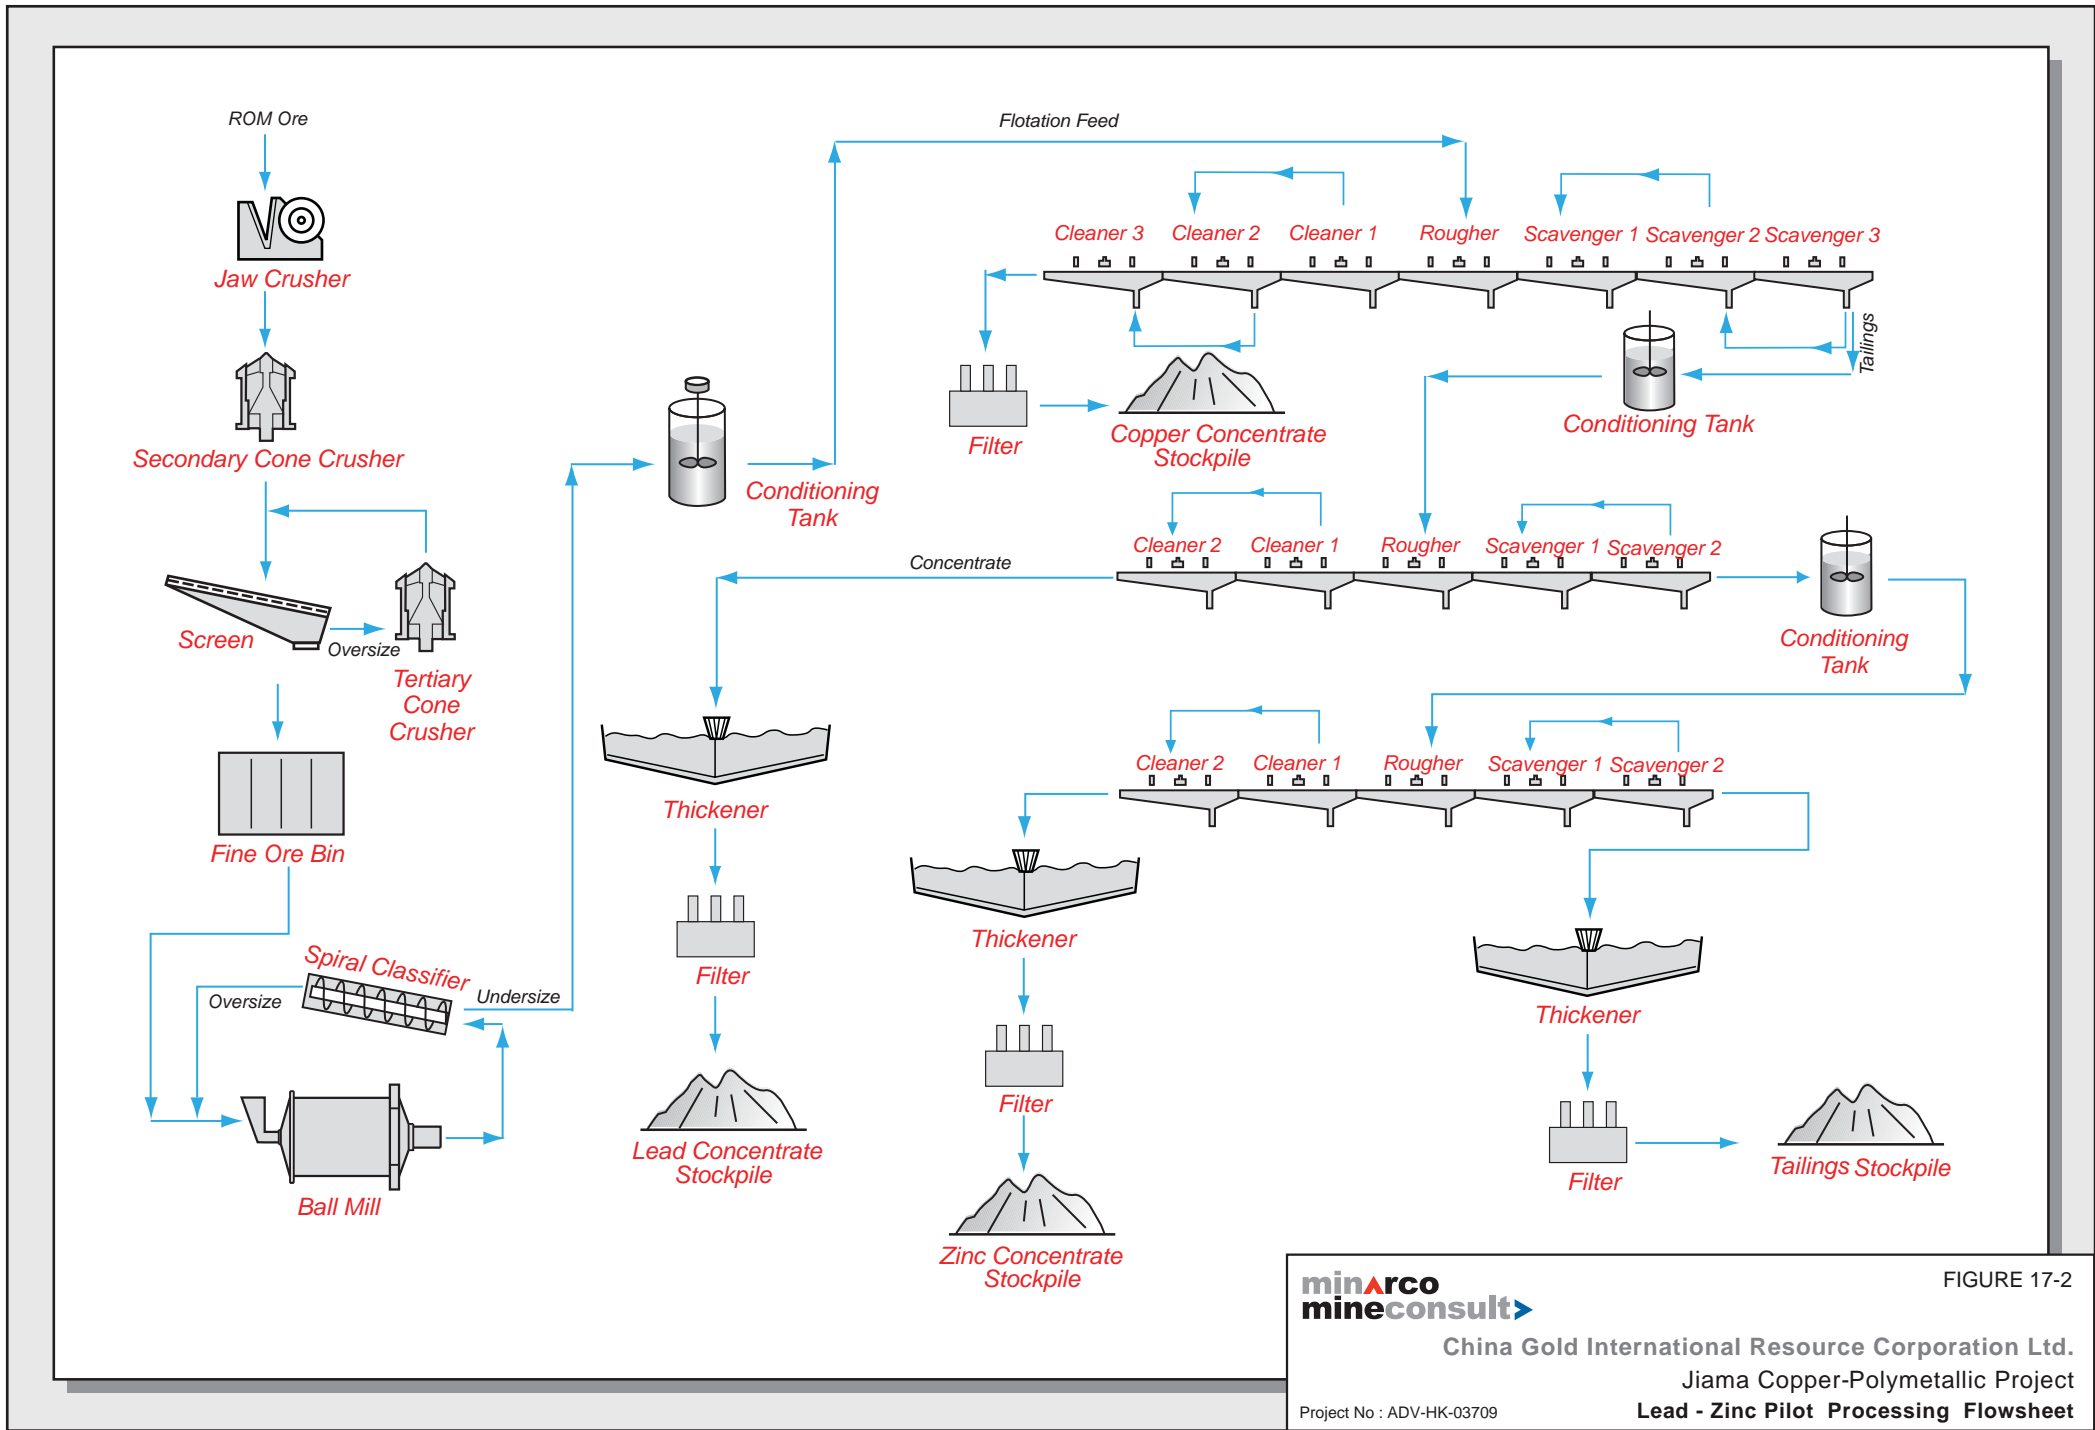 ROM Ore
Jaw Crusher
Secondary Cone Crusher
Screen
Oversize
Tertiary
Cone
Crusher
Fine Ore Bin
Spiral Classifier
Oversize
Undersize
Ball Mill
Conditioning
Tank
Flotation Feed
Cleaner 3
Cleaner 2
Cleaner 1
Rougher
Scavenger 1
Scavenger 2
Scavenger 3
Tailings
Filter
Copper Concentrate
Stockpile
Conditioning Tank
Concentrate
Cleaner 2
Cleaner 1
Rougher
Scavenger 1
Scavenger 2
Conditioning
Tank
Thickener
Filter
Lead Concentrate
Stockpile
Cleaner 2
Cleaner 1
Rougher
Scavenger 1
Scavenger 2
Thickener
Filter
Zinc Concentrate
Stockpile
Thickener
Filter
Tailings Stockpile
minarco
mineconsult
FIGURE 17-2
China Gold International Resource Corporation Ltd.
Jiama Copper-Polymetallic Project
Project No : ADV-HK-03709
Lead - Zinc Pilot Processing Flowsheet